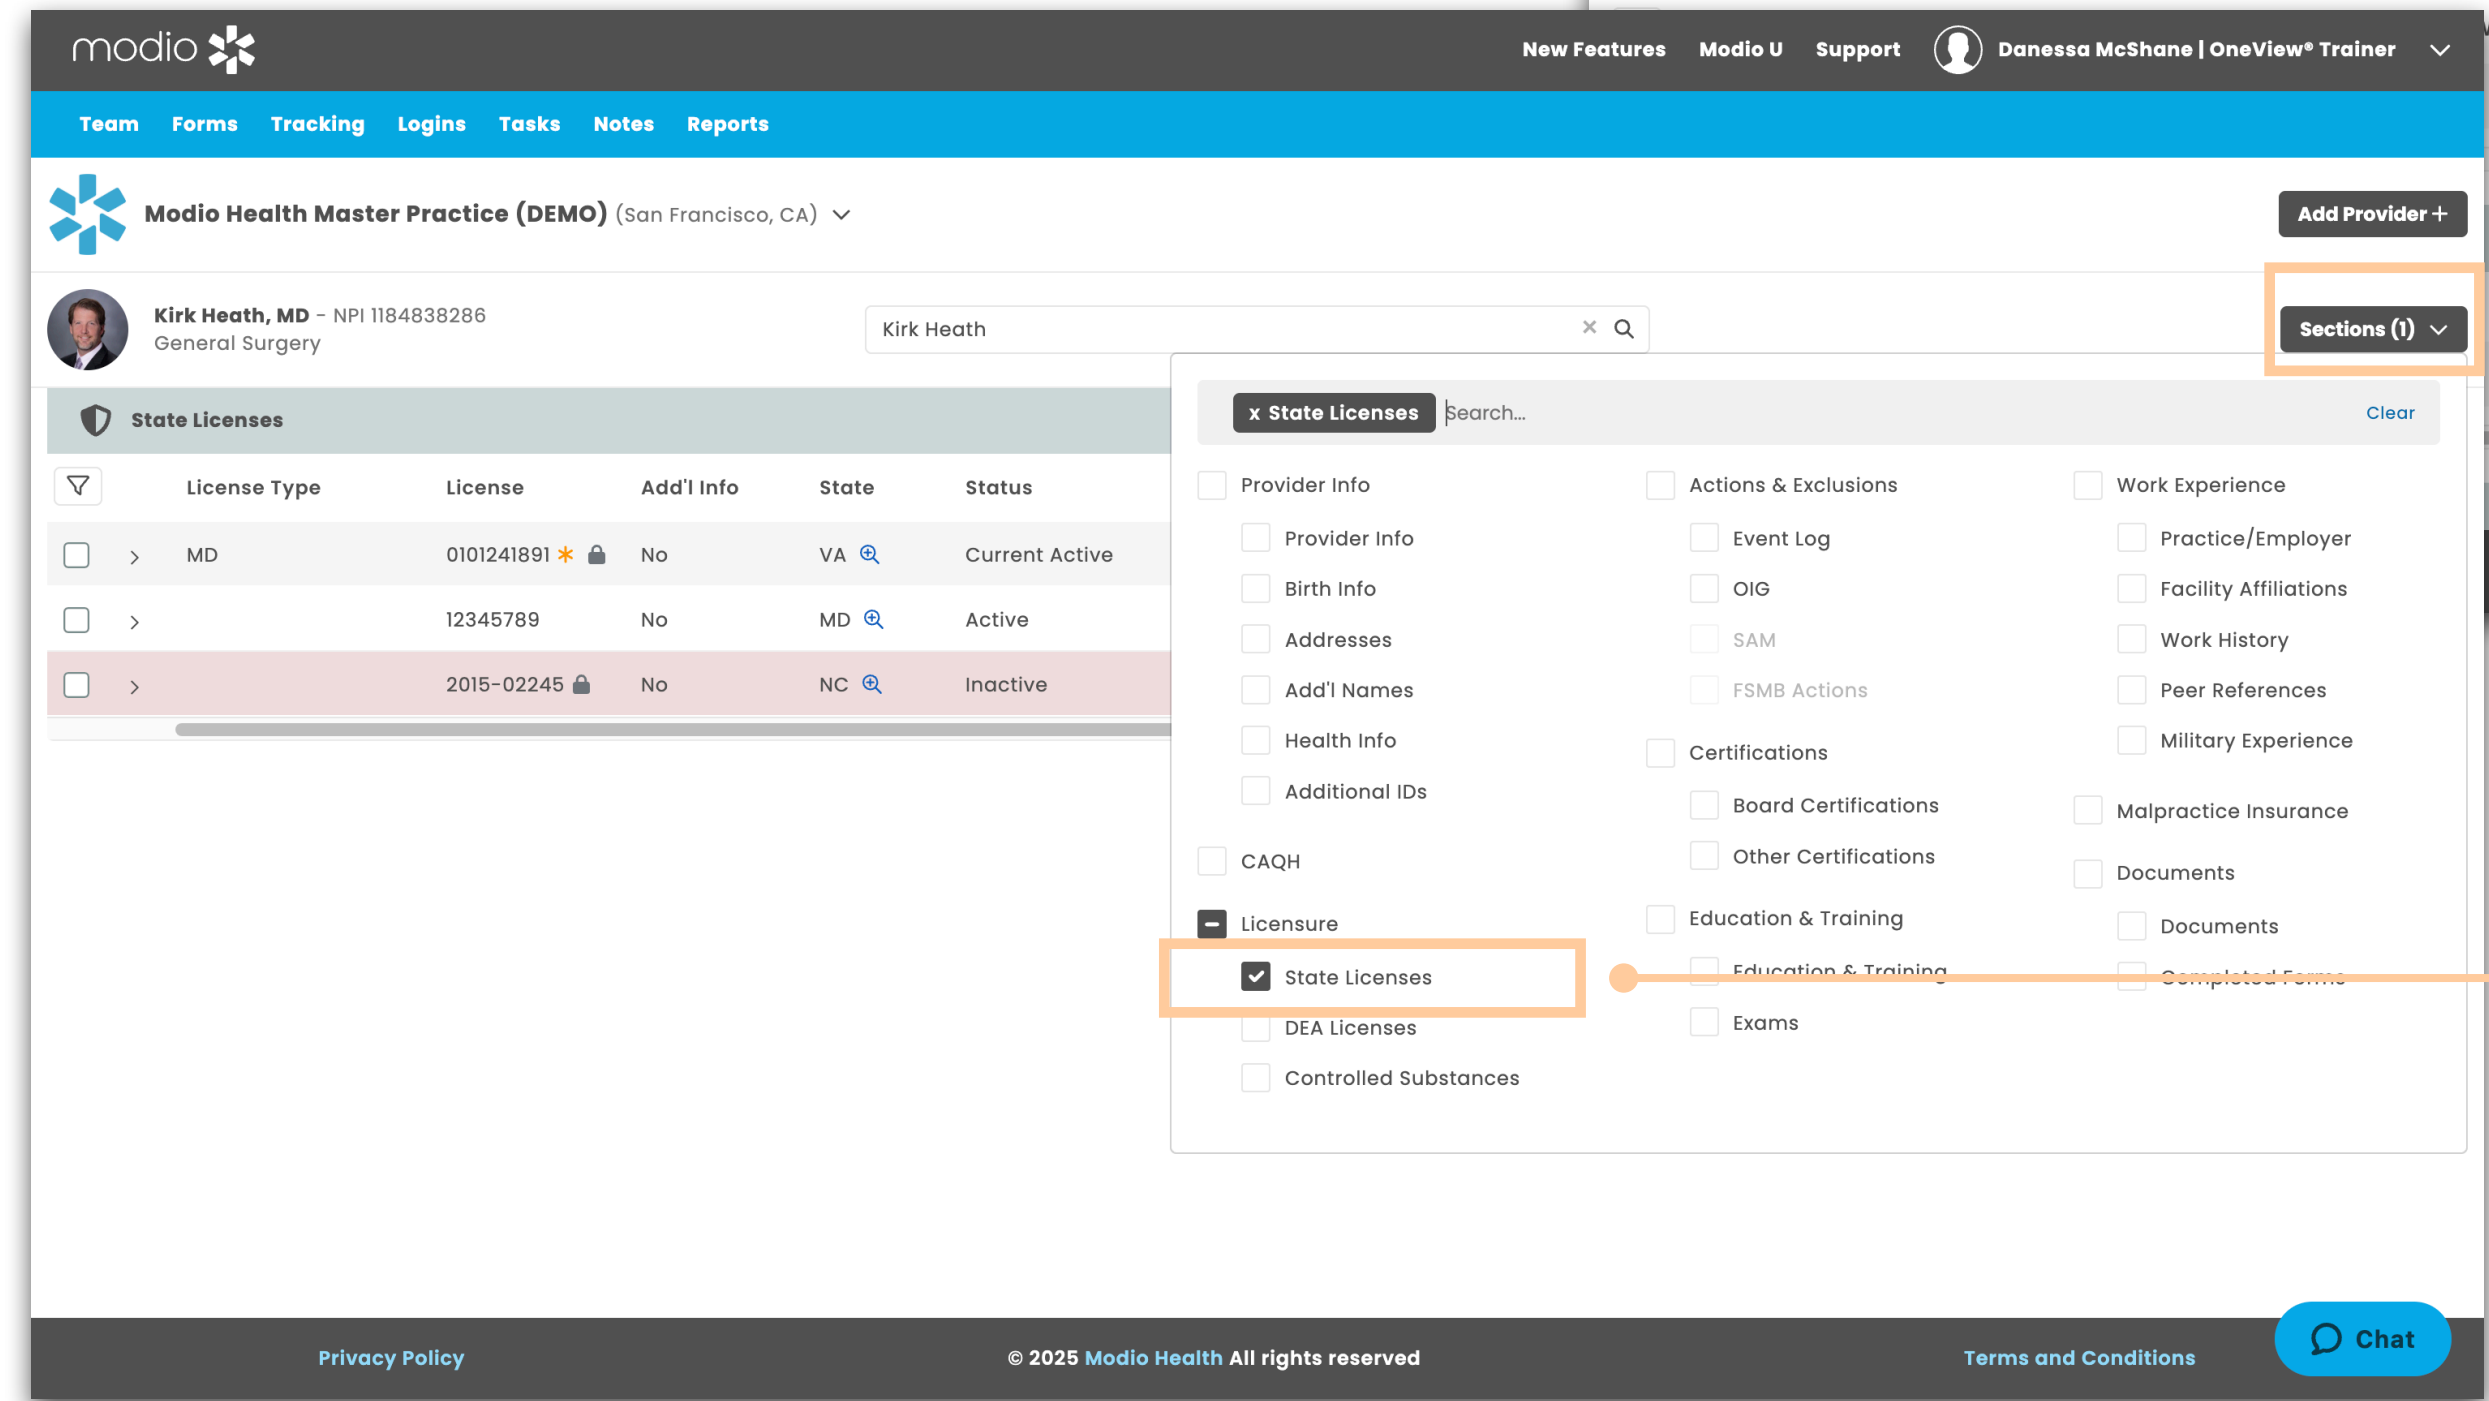 modio
New Features Modio U Support Danessa McShane | OneView® Trainer
Team Forms Tracking Logins Tasks Notes Reports
Modio Health Master Practice (DEMO) (San Francisco, CA)
Add Provider +
Kirk Heath, MD - NPI 1184838286
General Surgery
Kirk Heath
Sections (1)
State Licenses
License Type License Add'l Info State Status
MD 0101241891 * No VA Current Active
12345789 No MD Active
2015-02245 No NC Inactive
x State Licenses Search... Clear
Provider Info
Provider Info
Birth Info
Addresses
Add'l Names
Health Info
Additional IDs
CAQH
Licensure
State Licenses
DEA Licenses
Controlled Substances
Actions & Exclusions
Event Log
OIG
SAM
FSMB Actions
Certifications
Board Certifications
Other Certifications
Education & Training
Education & Training
Exams
Work Experience
Practice/Employer
Facility Affiliations
Work History
Peer References
Military Experience
Malpractice Insurance
Documents
Documents
Completed Forms
Privacy Policy
© 2025 Modio Health All rights reserved
Terms and Conditions
Chat